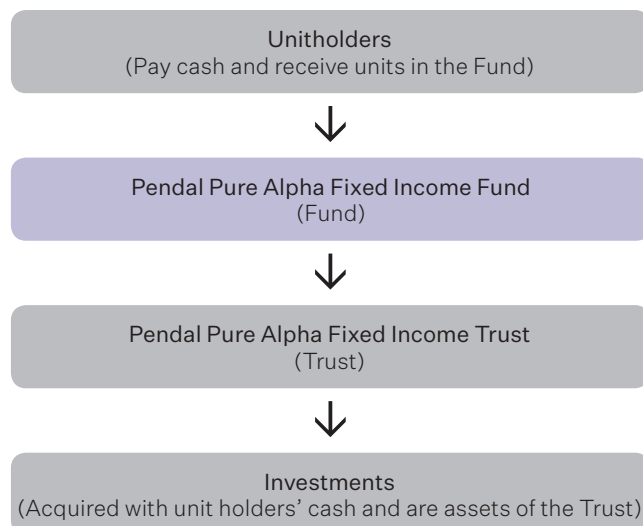 Unitholders
(Pay cash and receive units in the Fund)
Pendal Pure Alpha Fixed Income Fund
(Fund)
Pendal Pure Alpha Fixed Income Trust
(Trust)
Investments
(Acquired with unit holders’ cash and are assets of the Trust)